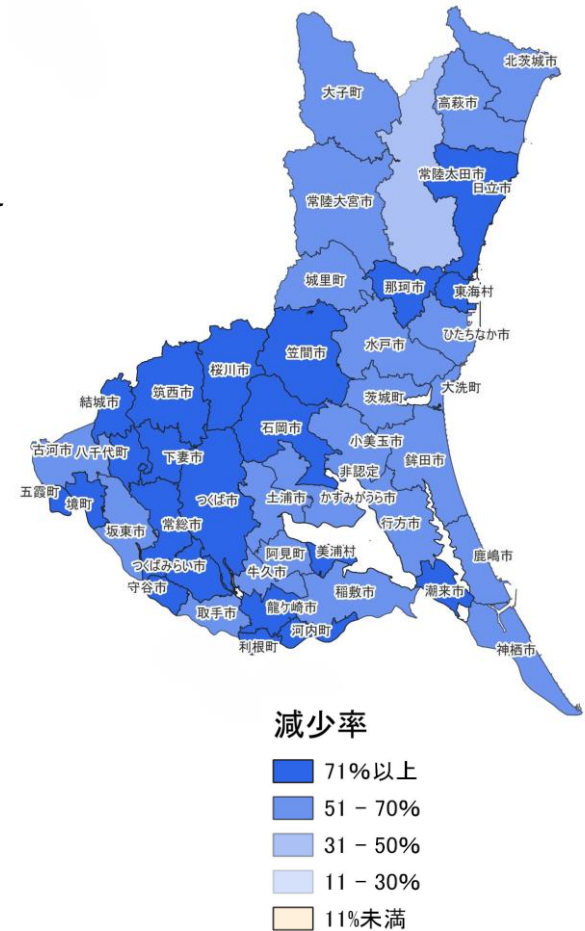 北茨城市
大子町
高萩市
常陸太田市
日立市
常陸大宮市
城里町
那珂市
東海村
ひたちなか市
笠間市
水戸市
桜川市
筑西市
大洗町
茨城町
結城市
石岡市
小美玉市
鉾田市
古河市
八千代町
下妻市
非認定
五霞町
境町
つくば市
土浦市
かすみがうら市
坂東市
常総市
行方市
鹿嶋市
阿見町
美浦村
つくばみらい市
牛久市
守谷市
稲敷市
潮来市
取手市
龍ケ崎市
河内町
利根町
神栖市
減少率
71%以上
51 - 70%
31 - 50%
11 - 30%
11%未満